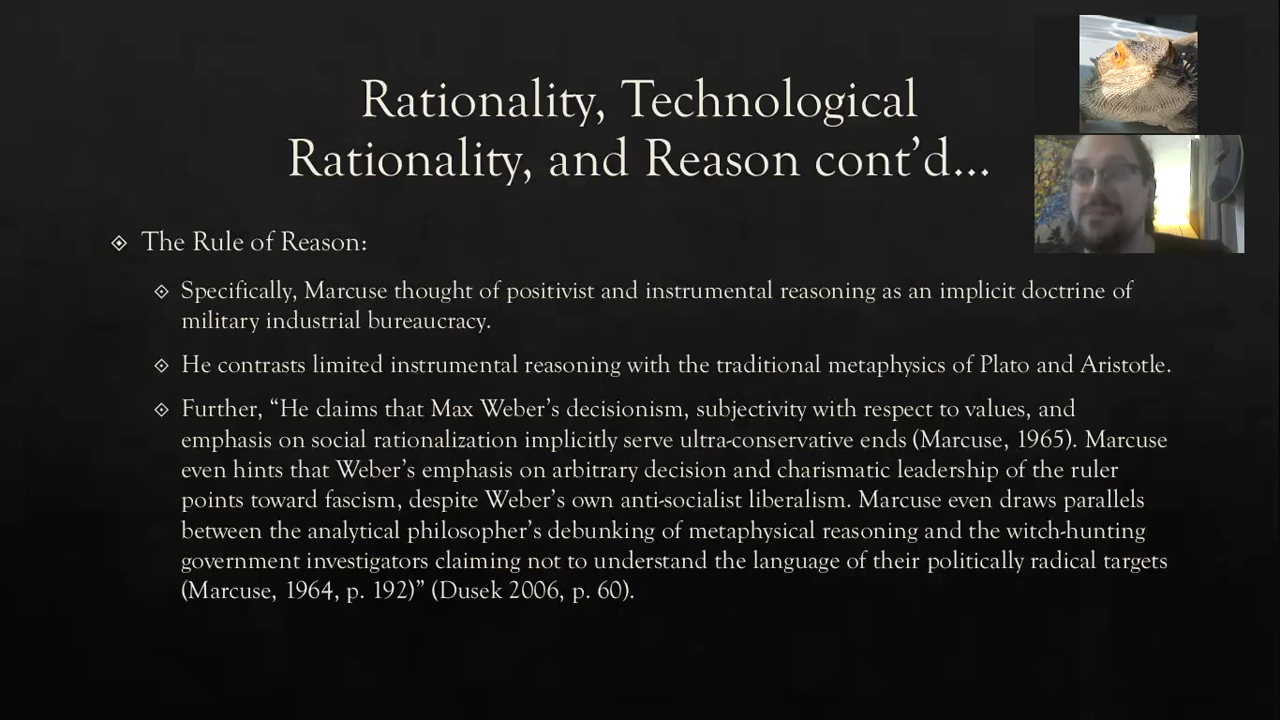 Rationality, Technological
Rationality, and Reason cont’d…
The Rule of Reason:
Specifically, Marcuse thought of positivist and instrumental reasoning as an implicit doctrine of
military industrial bureaucracy.
He contrasts limited instrumental reasoning with the traditional metaphysics of Plato and Aristotle.
Further, “He claims that Max Weber’s decisionism, subjectivity with respect to values, and
emphasis on social rationalization implicitly serve ultra-conservative ends (Marcuse, 1965). Marcuse
even hints that Weber’s emphasis on arbitrary decision and charismatic leadership of the ruler
points toward fascism, despite Weber’s own anti-socialist liberalism. Marcuse even draws parallels
between the analytical philosopher’s debunking of metaphysical reasoning and the witch-hunting
government investigators claiming not to understand the language of their politically radical targets
(Marcuse, 1964, p. 192)” (Dusek 2006, p. 60).